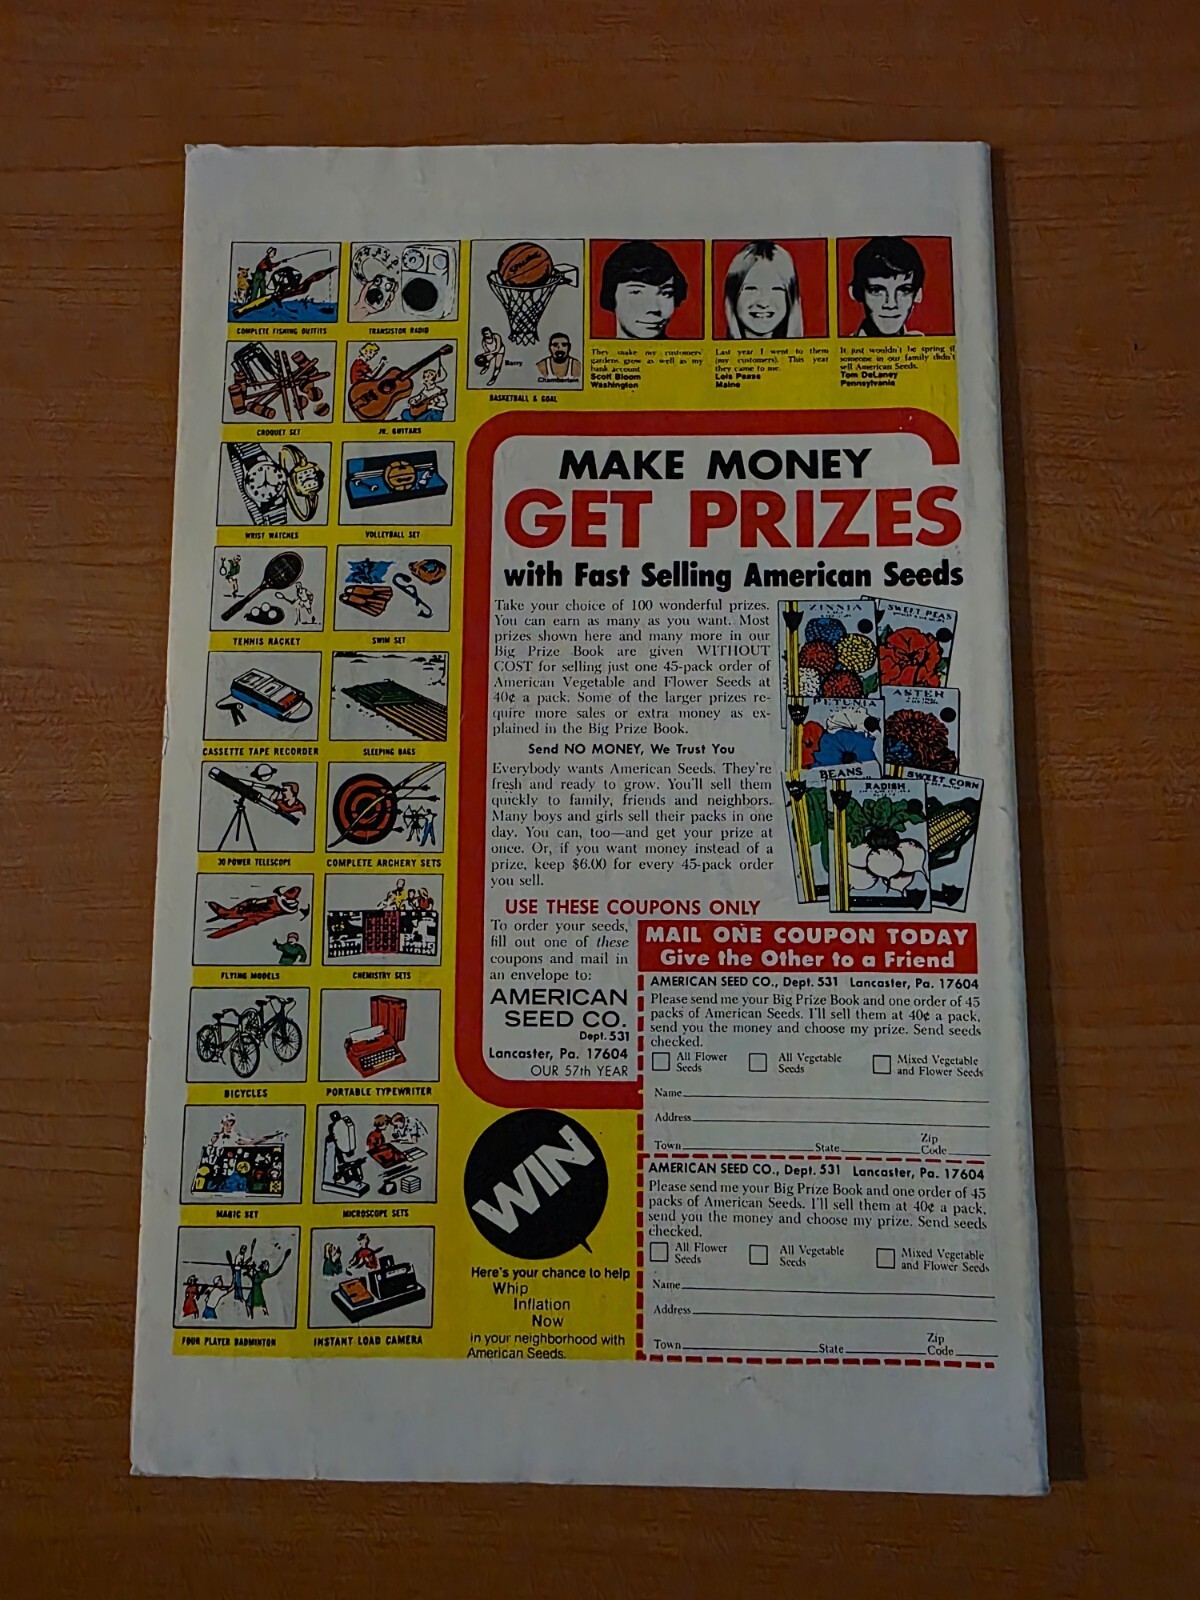 COMPLETE FISHING OUTFITS
TRANSISTOR RADIO
SPALDING
Barry
Chamberlain
BASKETBALL & GOAL
CROQUET SET
JR. GUITARS
WRIST WATCHES
VOLLEYBALL SET
TENNIS RACKET
SWIM SET
CASSETTE TAPE RECORDER
SLEEPING BAGS
30 POWER TELESCOPE
COMPLETE ARCHERY SETS
FLYING MODELS
CHEMISTRY SETS
BICYCLES
PORTABLE TYPEWRITER
MAGIC SET
MICROSCOPE SETS
FOUR PLAYER BADMINTON
INSTANT LOAD CAMERA
They make my customers'
gardens grow as well as my
bank account
Scott Bloom
Washington
Last year I went to them
(my customers). This year
they came to me.
Lois Pease
Maine
It just wouldn't be spring if
someone in our family didn't
sell American Seeds.
Tom DeLaney
Pennsylvania
MAKE MONEY
GET PRIZES
with Fast Selling American Seeds
Take your choice of 100 wonderful prizes.
You can earn as many as you want. Most
prizes shown here and many more in our
Big Prize Book are given WITHOUT
COST for selling just one 45-pack order of
American Vegetable and Flower Seeds at
40¢ a pack. Some of the larger prizes re-
quire more sales or extra money as ex-
plained in the Big Prize Book.
Send NO MONEY, We Trust You
Everybody wants American Seeds. They're
fresh and ready to grow. You'll sell them
quickly to family, friends and neighbors.
Many boys and girls sell their packs in one
day. You can, too—and get your prize at
once. Or, if you want money instead of a
prize, keep $6.00 for every 45-pack order
you sell.
ZINNIA
SWEET PEAS
PETUNIA
ASTER
BEANS
RADISH
SWEET CORN
USE THESE COUPONS ONLY
To order your seeds,
fill out one of these
coupons and mail in
an envelope to:
AMERICAN
SEED CO.
Dept. 531
Lancaster, Pa. 17604
OUR 57th YEAR
MAIL ONE COUPON TODAY
Give the Other to a Friend
AMERICAN SEED CO., Dept. 531 Lancaster, Pa. 17604
Please send me your Big Prize Book and one order of 45
packs of American Seeds. I'll sell them at 40¢ a pack,
send you the money and choose my prize. Send seeds
checked.
All Flower Seeds
All Vegetable Seeds
Mixed Vegetable and Flower Seeds
Name
Address
Town State Zip Code
AMERICAN SEED CO., Dept. 531 Lancaster, Pa. 17604
Please send me your Big Prize Book and one order of 45
packs of American Seeds. I'll sell them at 40¢ a pack,
send you the money and choose my prize. Send seeds
checked.
All Flower Seeds
All Vegetable Seeds
Mixed Vegetable and Flower Seeds
Name
Address
Town State Zip Code
WIN
Here's your chance to help
Whip
Inflation
Now
in your neighborhood with
American Seeds.